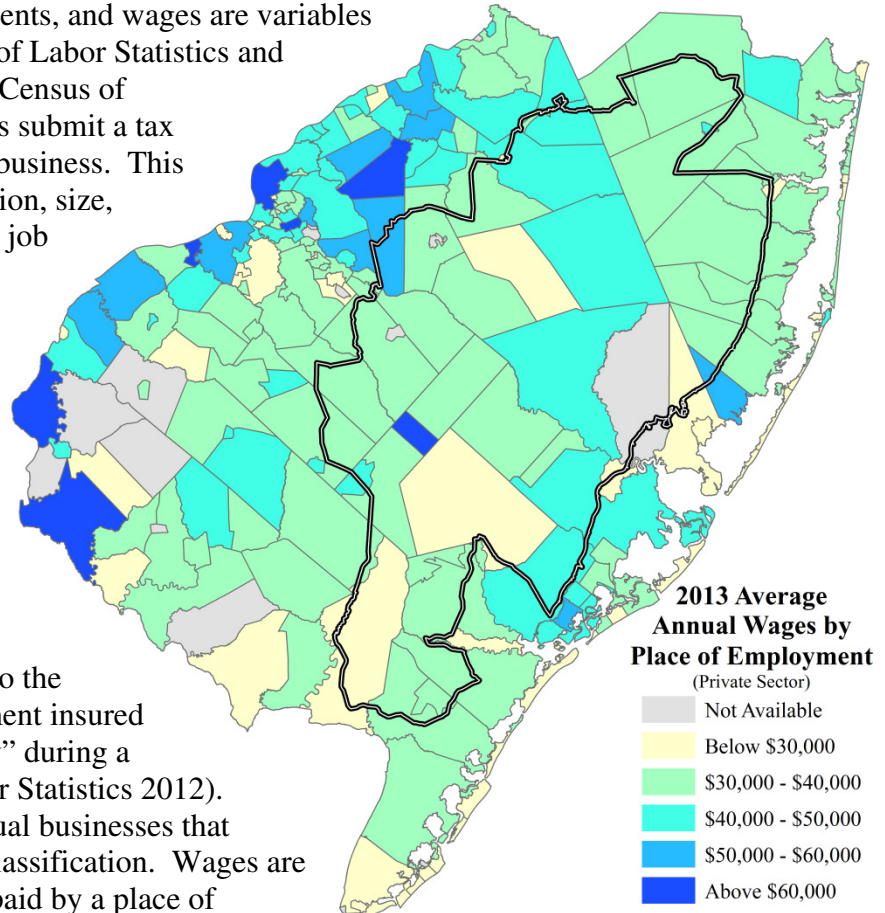 ents, and wages are variables
of Labor Statistics and
Census of
s submit a tax
business.  This
ion, size,
job
o the
ment insured
” during a
r Statistics 2012).
ual businesses that
lassification.  Wages are
paid by a place of
2013 Average
Annual Wages by
Place of Employment
(Private Sector)
Not Available
Below $30,000
$30,000 - $40,000
$40,000 - $50,000
$50,000 - $60,000
Above $60,000